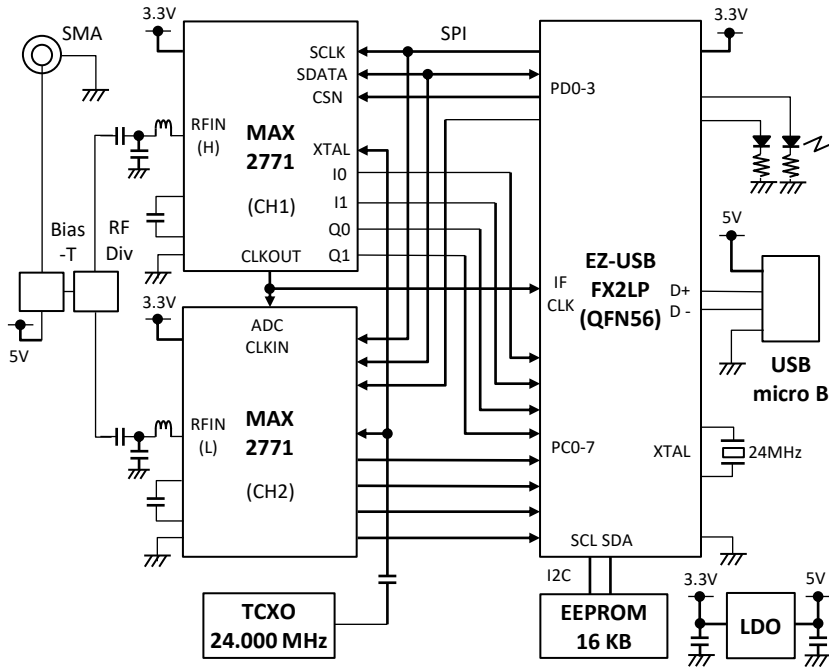 SMA
3.3V
SCLK
SDATA
CSN
SPI
3.3V
PD0-3
RFIN
(H)
MAX
2771
(CH1)
XTAL
I0
I1
Q0
Q1
CLKOUT
Bias
-T
RF
Div
5V
3.3V
ADC
CLKIN
IF
CLK
EZ-USB
FX2LP
(QFN56)
5V
D+
D -
USB
micro B
RFIN
(L)
MAX
2771
(CH2)
PC0-7
XTAL
24MHz
SCL SDA
I2C
TCXO
24.000 MHz
EEPROM
16 KB
3.3V
LDO
5V